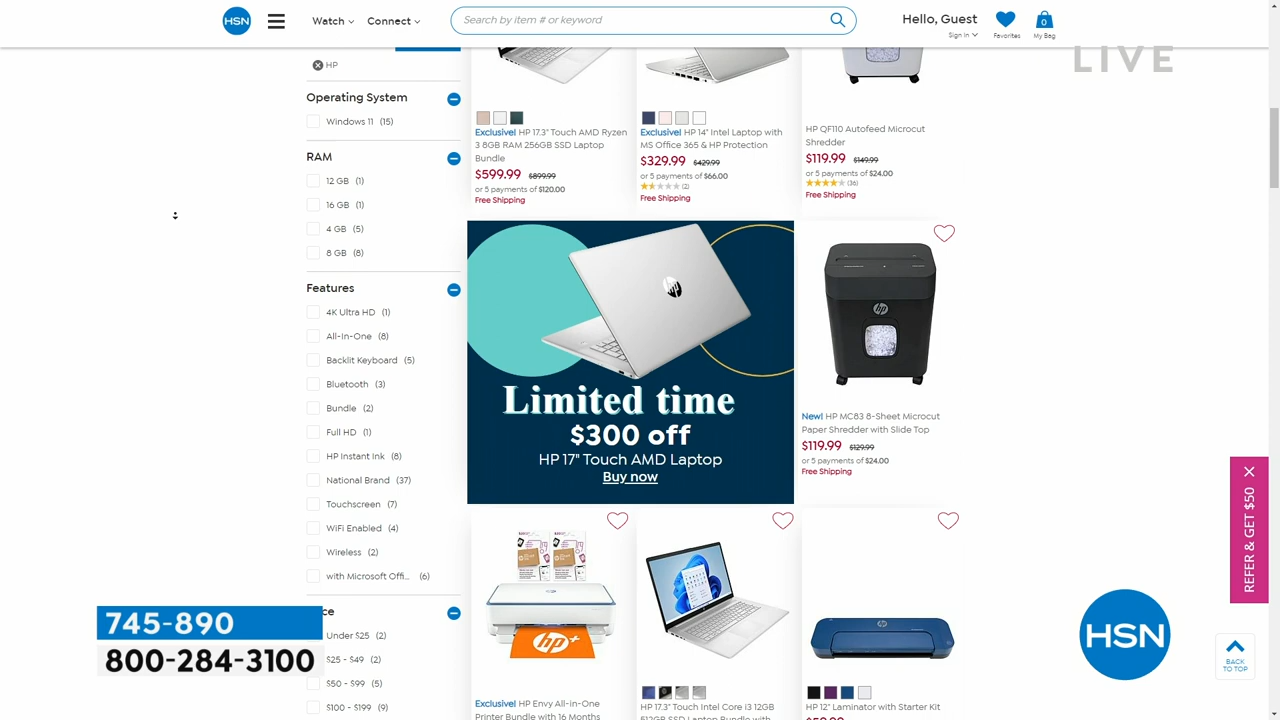 HSN
Watch
Connect
Search by item # or keyword
Hello, Guest
Sign In
Favorites
0
My Bag
LIVE
HP
Operating System
Windows 11 (15)
RAM
12 GB (1)
16 GB (1)
4 GB (5)
8 GB (8)
Features
4K Ultra HD (1)
All-In-One (8)
Backlit Keyboard (5)
Bluetooth (3)
Bundle (2)
Full HD (1)
HP Instant Ink (8)
National Brand (37)
Touchscreen (7)
WiFi Enabled (4)
Wireless (2)
with Microsoft Offi... (6)
ce
Under $25 (2)
$25 - $49 (2)
$50 - $99 (5)
$100 - $199 (9)
Exclusive! HP 17.3" Touch AMD Ryzen
3 8GB RAM 256GB SSD Laptop
Bundle
$599.99 $899.99
or 5 payments of $120.00
Free Shipping
Exclusive! HP 14" Intel Laptop with
MS Office 365 & HP Protection
$329.99 $429.99
or 5 payments of $66.00
(2)
Free Shipping
HP QF110 Autofeed Microcut
Shredder
$119.99 $149.99
or 5 payments of $24.00
(36)
Free Shipping
hp
Limited time
$300 off
HP 17" Touch AMD Laptop
Buy now
hp
New! HP MC83 8-Sheet Microcut
Paper Shredder with Slide Top
$119.99 $129.99
or 5 payments of $24.00
Free Shipping
hp+
Exclusive! HP Envy All-in-One
Printer Bundle with 16 Months
HP 17.3" Touch Intel Core i3 12GB
512GB SSD Laptop Bundle with
hp
HP 12" Laminator with Starter Kit
REFER & GET $50
HSN
BACK
TO TOP
745-890
800-284-3100